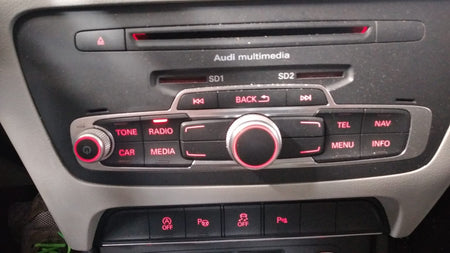 Audi multimedia
SD1 SD2
BACK
TONE RADIO TEL NAV
CAR MEDIA MENU INFO
A OFF P OFF P